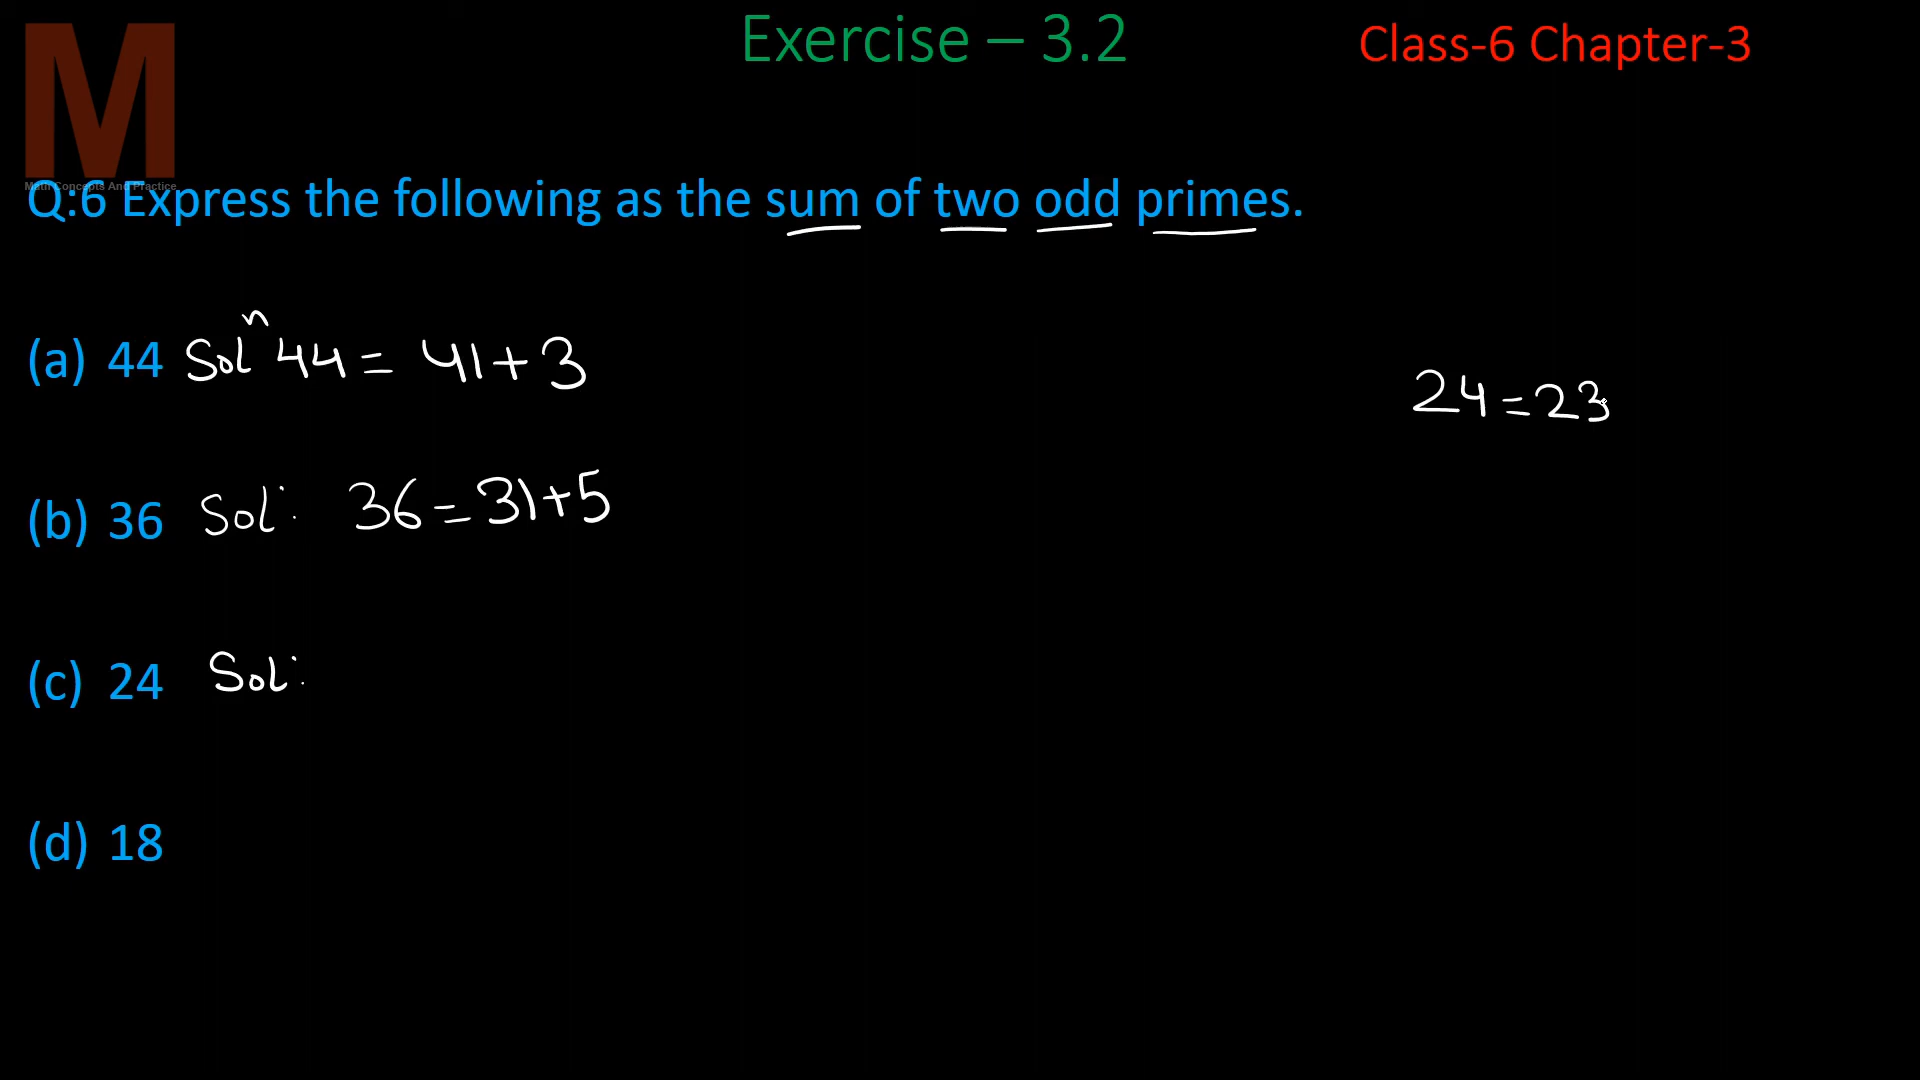 Exercise – 3.2
Class-6 Chapter-3
M
Math Concepts And Practice
Q:6 Express the following as the sum of two odd primes.
(a) 44 Solⁿ 44 = 41 + 3
24 = 23
(b) 36 Sol: 36 = 31 + 5
(c) 24 Sol:
(d) 18